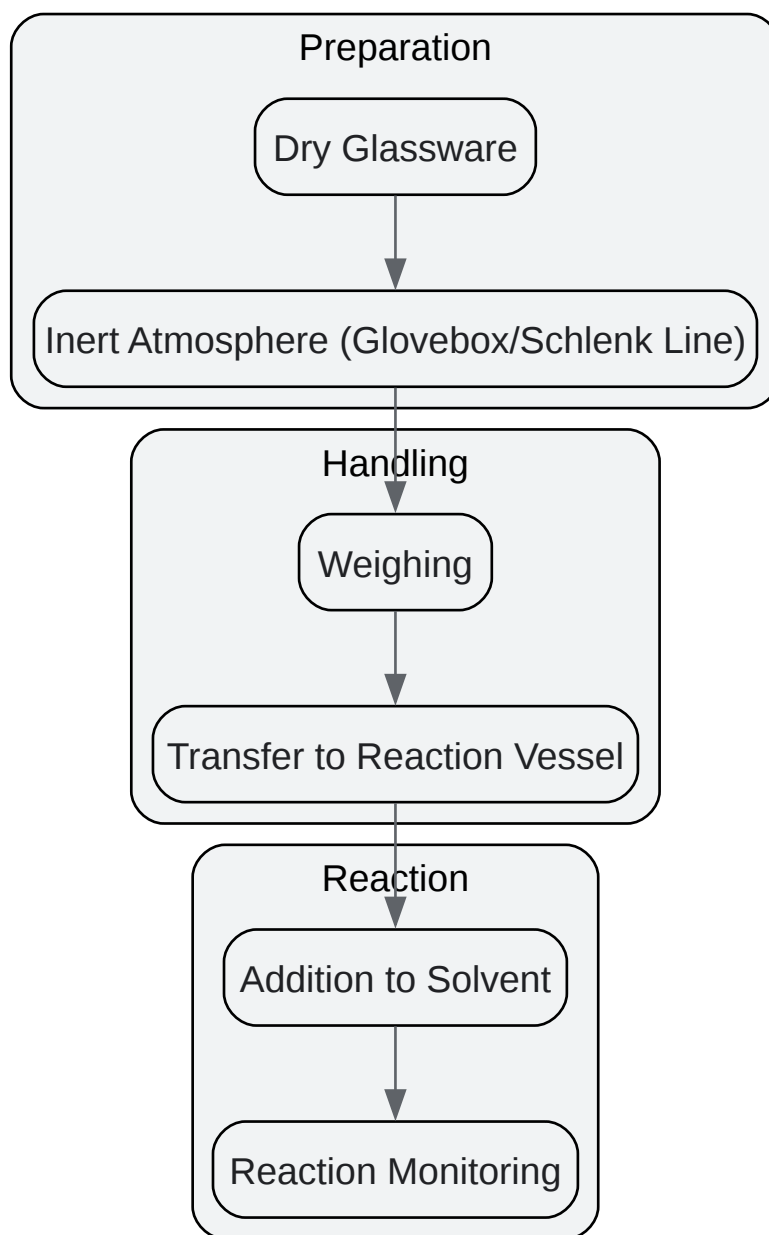 Preparation
Dry Glassware
Inert Atmosphere (Glovebox/Schlenk Line)
Handling
Weighing
Transfer to Reaction Vessel
Reaction
Addition to Solvent
Reaction Monitoring